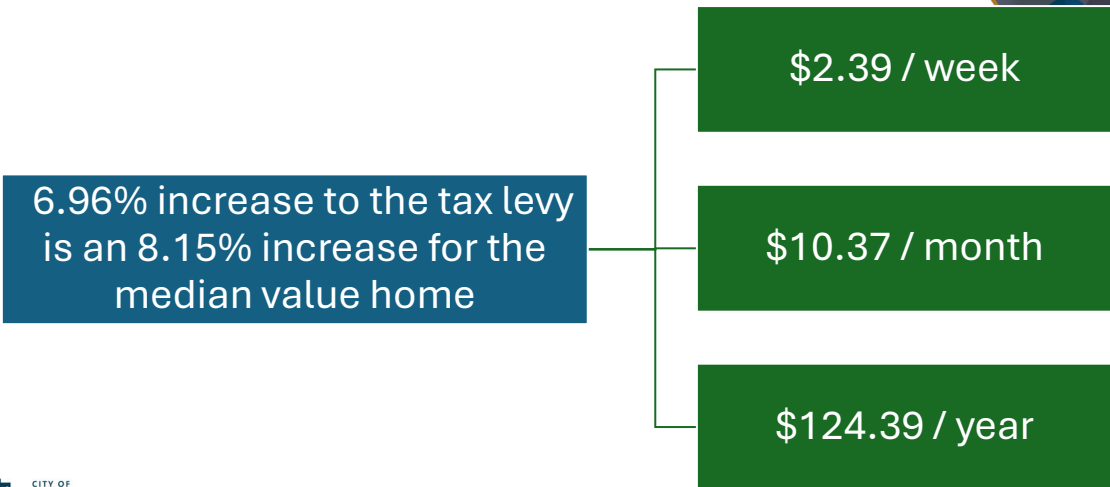 $2.39 / week
6.96% increase to the tax levy
is an 8.15% increase for the
median value home
$10.37 / month
$124.39 / year
CITY OF